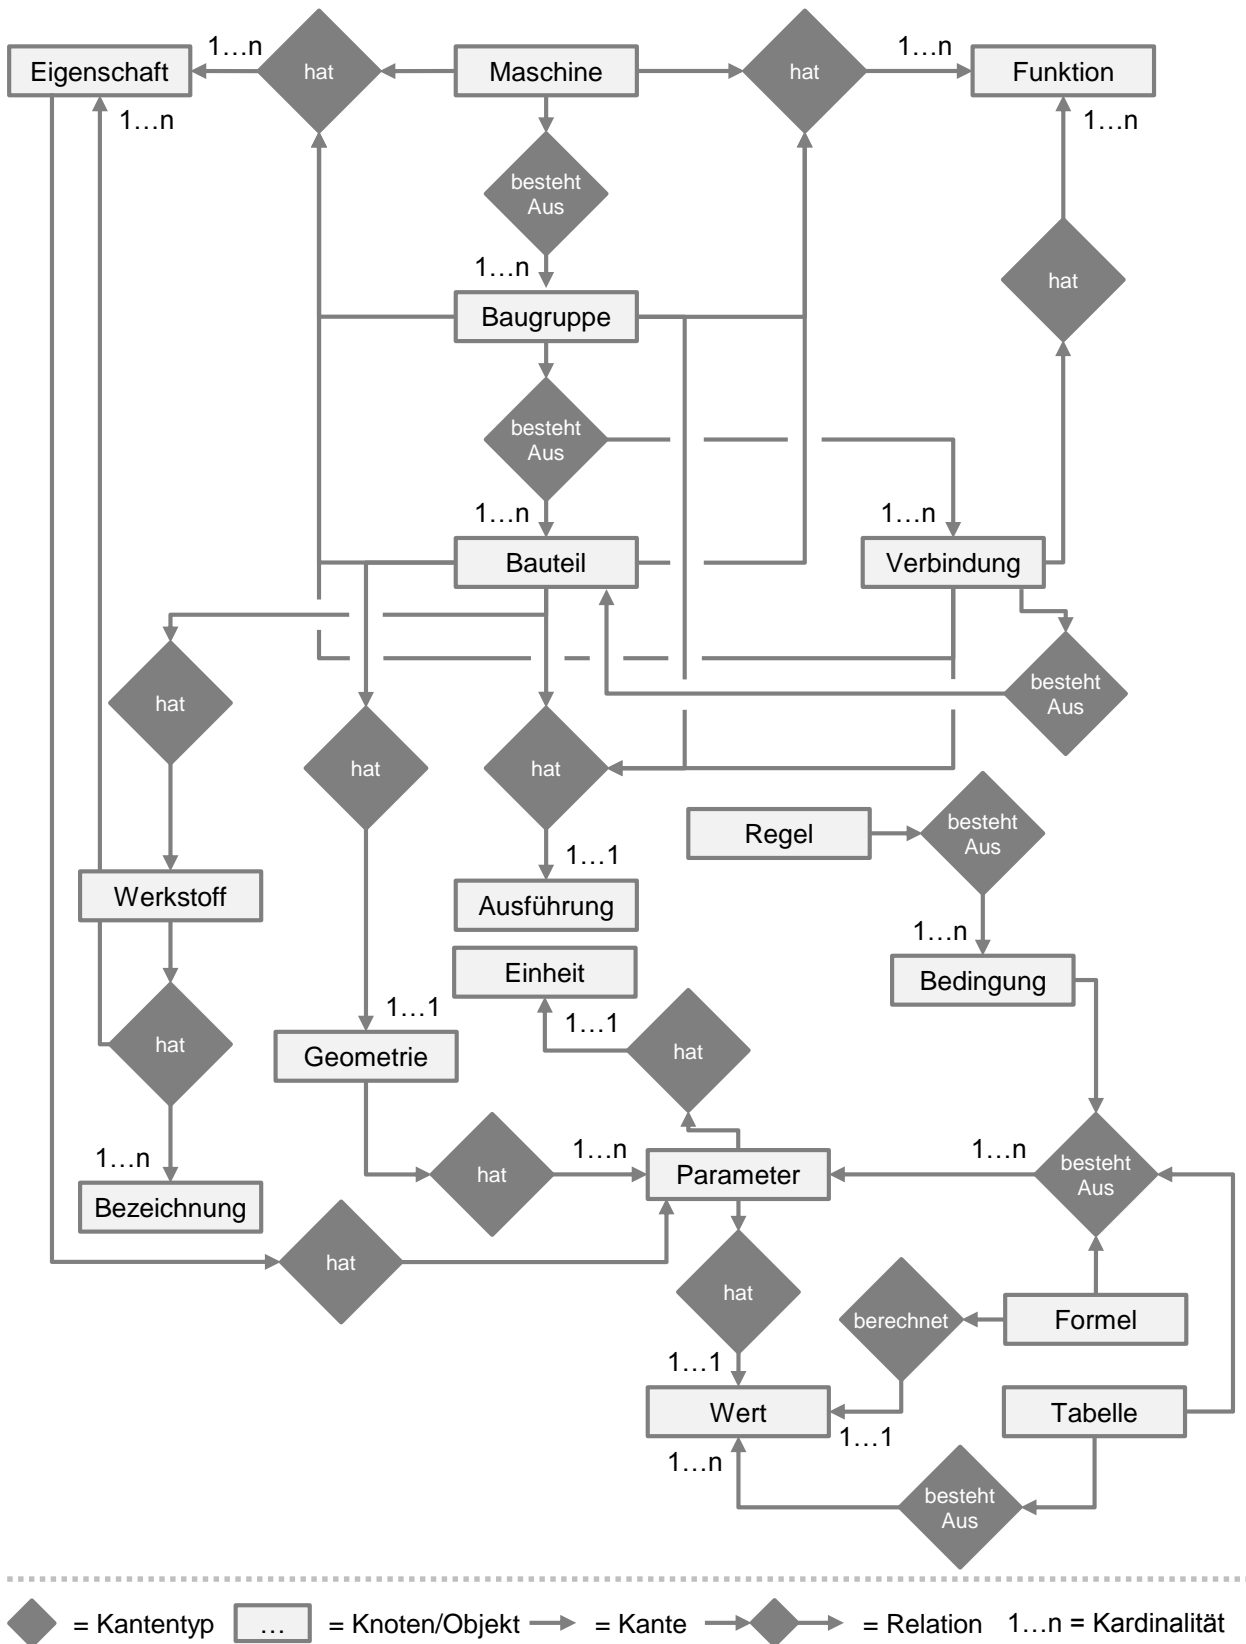 1…n
1…n
Eigenschaft
hat
Maschine
hat
Funktion
1…n
1…n
besteht
Aus
1…n
hat
Baugruppe
besteht
Aus
1…n
1…n
Bauteil
Verbindung
hat
besteht
Aus
hat
hat
1…1
Regel
besteht
Aus
Werkstoff
Ausführung
1…n
Einheit
Bedingung
1…1
1…1
hat
Geometrie
hat
1…n
hat
1…n
Parameter
1…n
besteht
Aus
Bezeichnung
hat
hat
berechnet
Formel
1…1
Wert
Tabelle
1…1
1…n
besteht
Aus
= Kantentyp
…
= Knoten/Objekt
= Kante
= Relation
1…n = Kardinalität